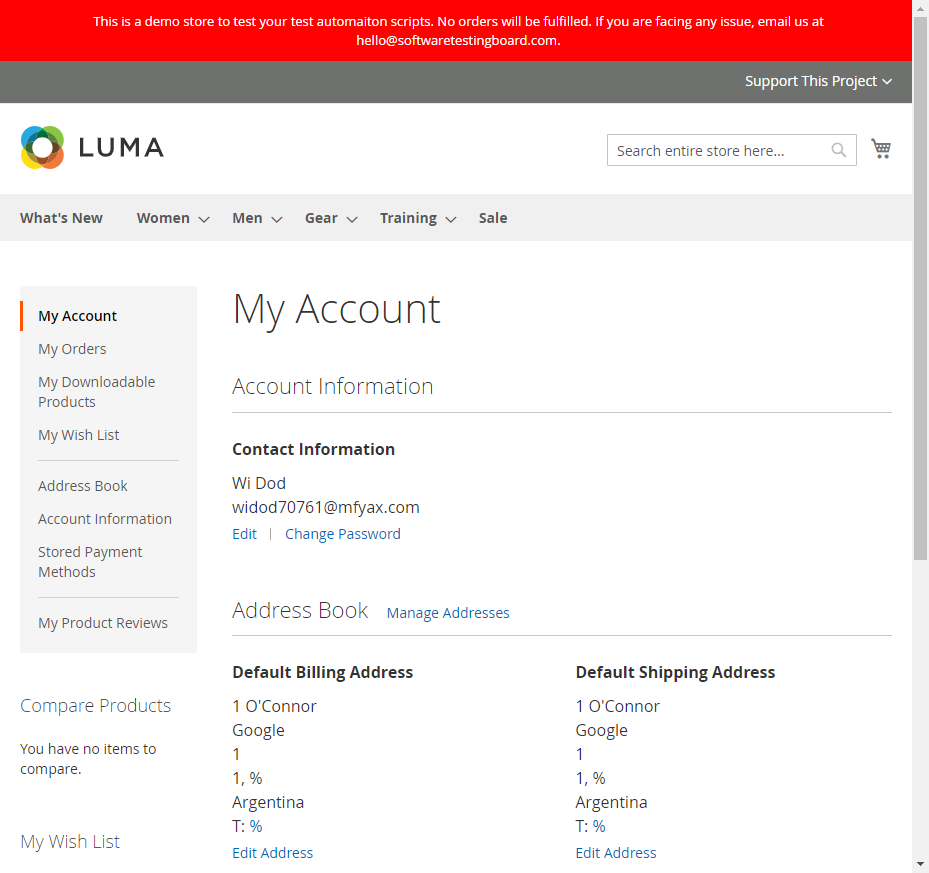 This is a demo store to test your test automaiton scripts. No orders will be fulfilled. If you are facing any issue, email us at
hello@softwaretestingboard.com.
Support This Project
LUMA
Search entire store here...
What's New Women Men Gear Training Sale
My Account
My Orders
My Downloadable
Products
My Wish List
Address Book
Account Information
Stored Payment
Methods
My Product Reviews
Compare Products
You have no items to
compare.
My Wish List
My Account
Account Information
Contact Information
Wi Dod
widod70761@mfyax.com
Edit | Change Password
Address Book Manage Addresses
Default Billing Address
1 O'Connor
Google
1
1, %
Argentina
T: %
Edit Address
Default Shipping Address
1 O'Connor
Google
1
1, %
Argentina
T: %
Edit Address